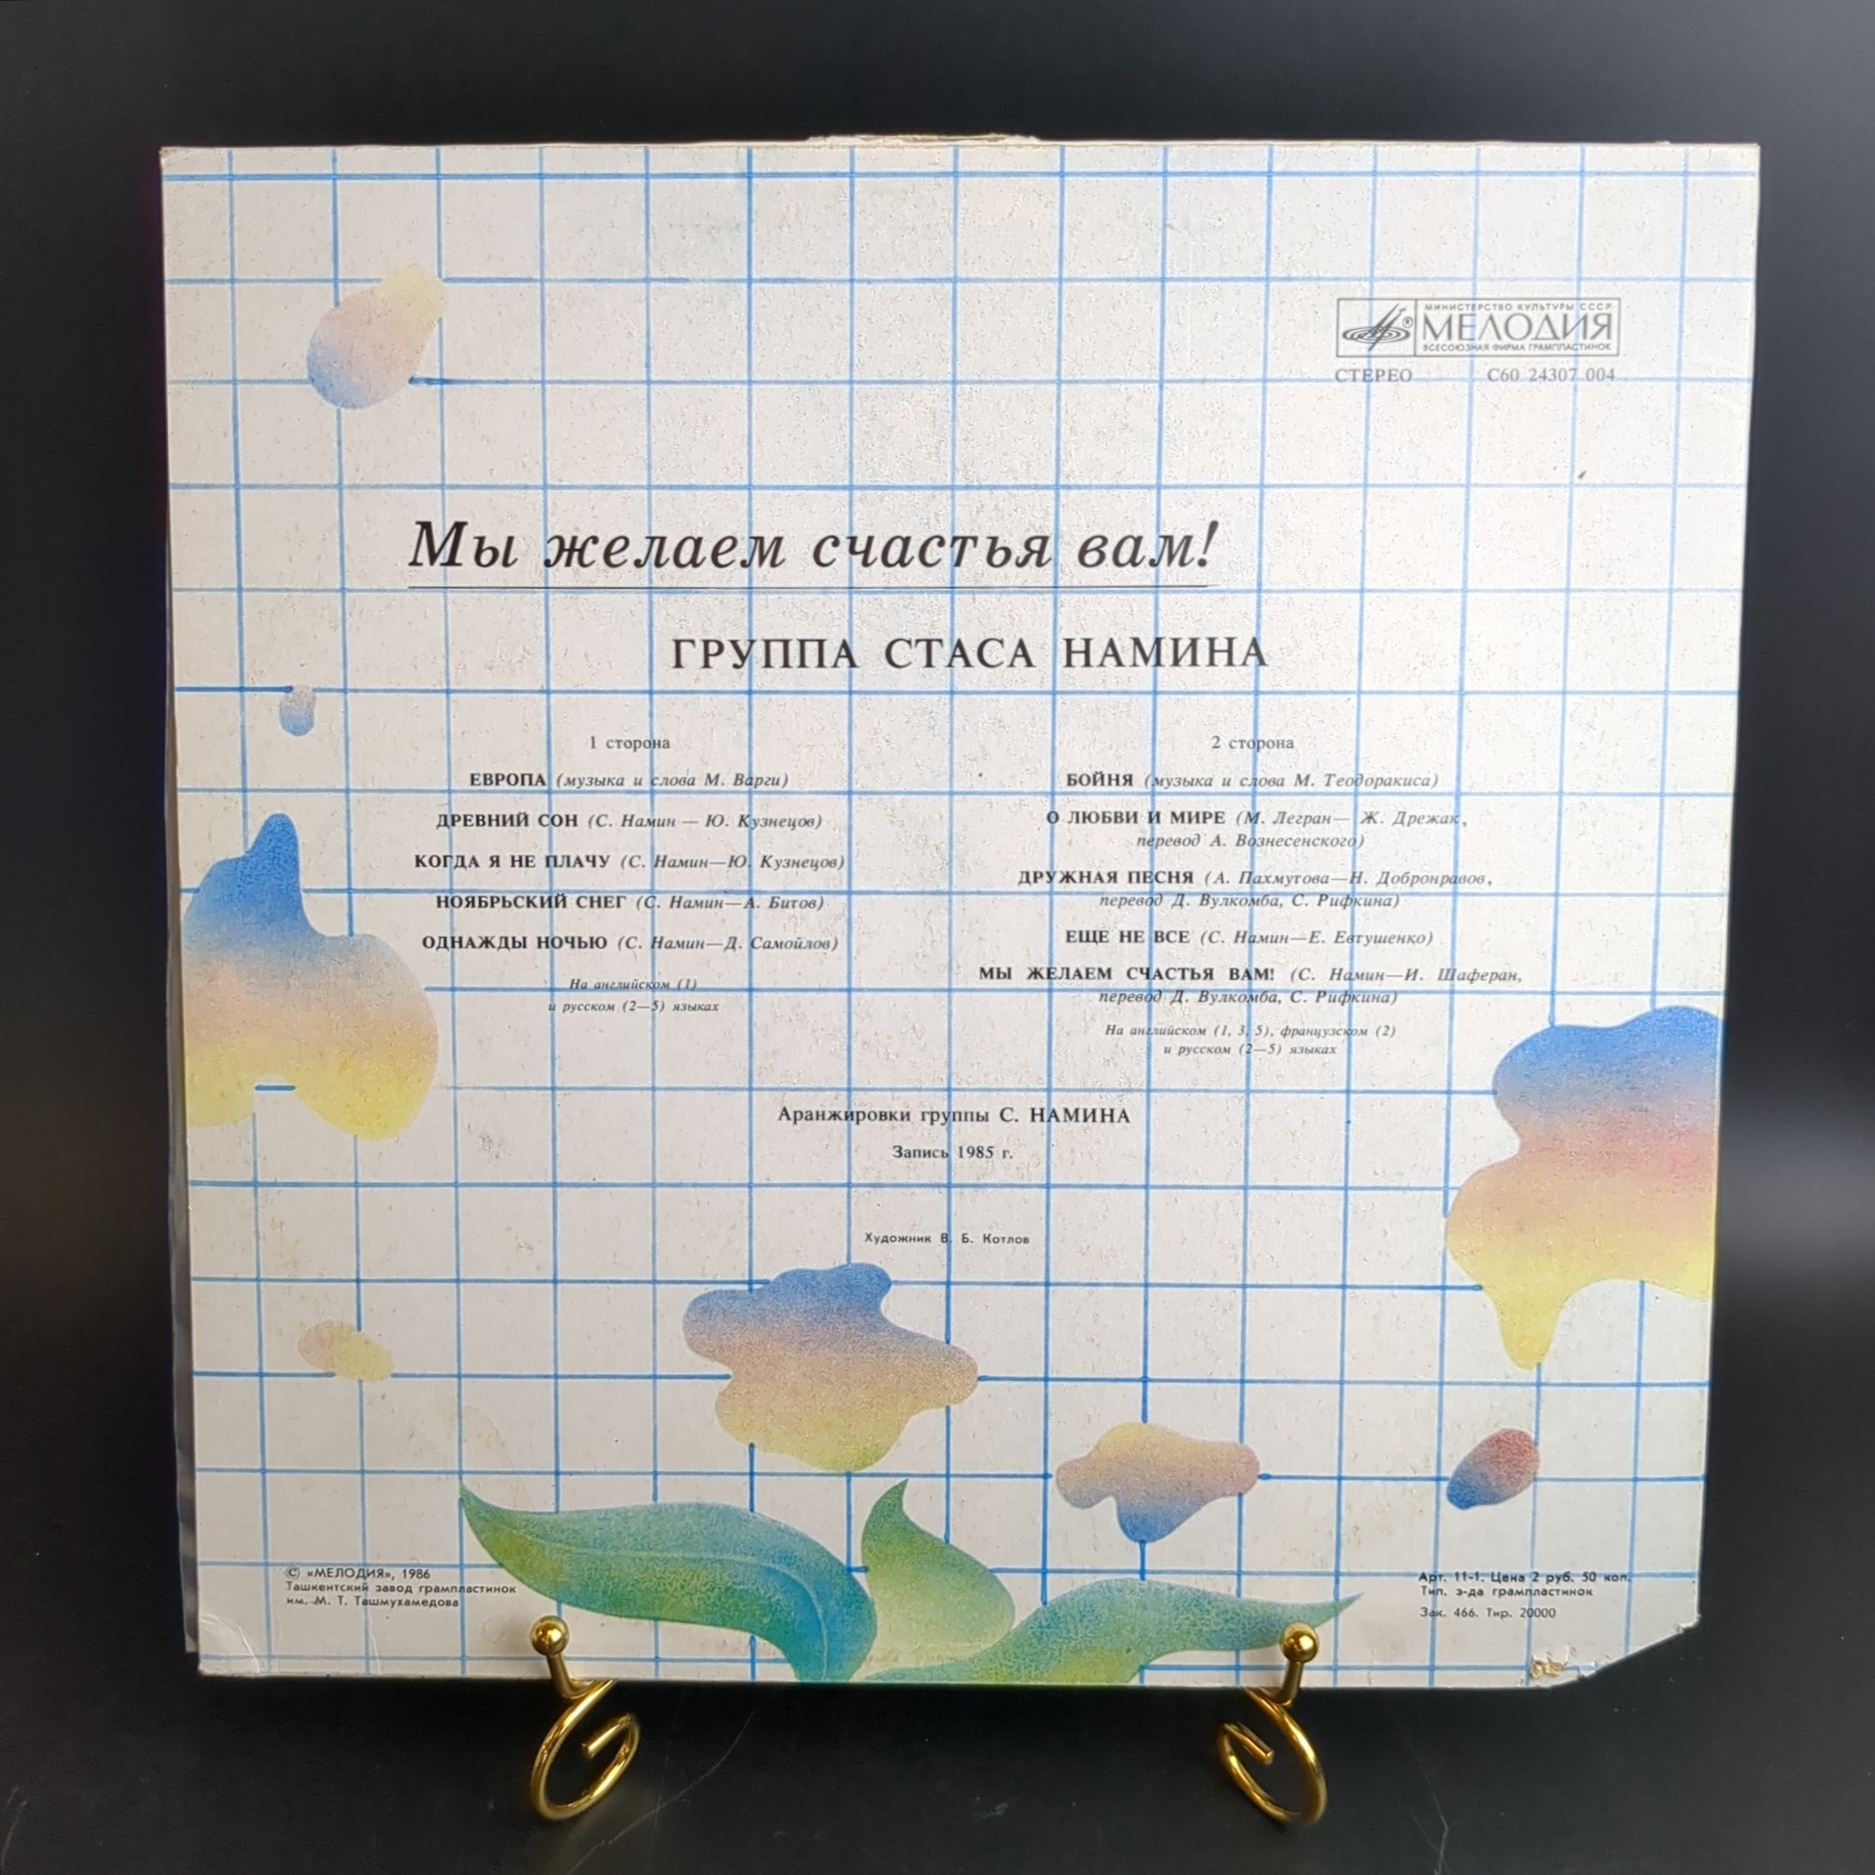 МИНИСТЕРСТВО КУЛЬТУРЫ СССР
МЕЛОДИЯ
ВСЕСОЮЗНАЯ ФИРМА ГРАМПЛАСТИНОК
СТЕРЕО С60 24307 004
Мы желаем счастья вам!
ГРУППА СТАСА НАМИНА
1 сторона
ЕВРОПА (музыка и слова М. Варги)
ДРЕВНИЙ СОН (С. Намин — Ю. Кузнецов)
КОГДА Я НЕ ПЛАЧУ (С. Намин—Ю. Кузнецов)
НОЯБРЬСКИЙ СНЕГ (С. Намин—А. Битов)
ОДНАЖДЫ НОЧЬЮ (С. Намин—Д. Самойлов)
На английском (1)
и русском (2—5) языках
2 сторона
БОЙНЯ (музыка и слова М. Теодоракиса)
О ЛЮБВИ И МИРЕ (М. Легран— Ж. Дрежак,
перевод А. Вознесенского)
ДРУЖНАЯ ПЕСНЯ (А. Пахмутова—Н. Добронравов,
перевод Д. Вулкомба, С. Рифкина)
ЕЩЕ НЕ ВСЕ (С. Намин—Е. Евтушенко)
МЫ ЖЕЛАЕМ СЧАСТЬЯ ВАМ! (С. Намин—И. Шаферан,
перевод Д. Вулкомба, С. Рифкина)
На английском (1, 3, 5), французском (2)
и русском (2—5) языках
Аранжировки группы С. НАМИНА
Запись 1985 г.
Художник В. Б. Котлов
© «МЕЛОДИЯ», 1986
Ташкентский завод грампластинок
им. М. Т. Ташмухамедова
Арт. 11-1. Цена 2 руб. 50 коп.
Тип. з-да грампластинок
Зак. 466. Тир. 20000